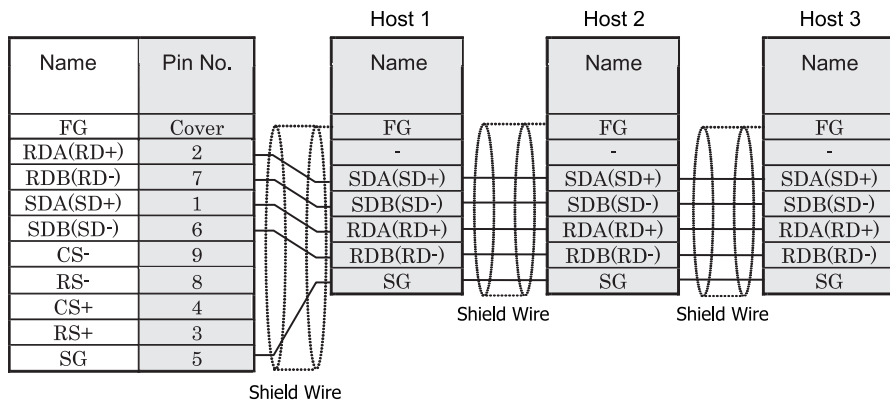 Host 1 Host 2 Host 3
Name Pin No. Name Name Name
FG Cover FG FG FG
RDA(RD+) 2 - - -
RDB(RD-) 7 SDA(SD+) SDA(SD+) SDA(SD+)
SDA(SD+) 1 SDB(SD-) SDB(SD-) SDB(SD-)
SDB(SD-) 6 RDA(RD+) RDA(RD+) RDA(RD+)
CS- 9 RDB(RD-) RDB(RD-) RDB(RD-)
RS- 8 SG SG SG
CS+ 4 Shield Wire Shield Wire
RS+ 3
SG 5
Shield Wire